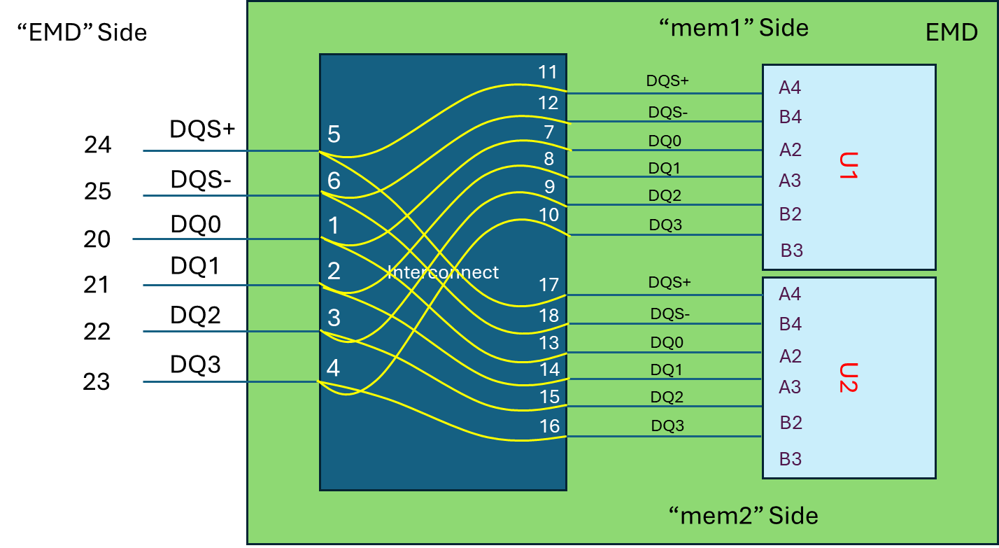 “EMD” Side
“mem1” Side
EMD
24
DQS+
5
25
DQS-
6
20
DQ0
1
21
DQ1
2
22
DQ2
3
23
DQ3
4
Interconnect
11
DQS+
A4
12
DQS-
B4
7
DQ0
A2
8
DQ1
A3
9
DQ2
B2
10
DQ3
B3
U1
17
DQS+
A4
18
DQS-
B4
13
DQ0
A2
14
DQ1
A3
15
DQ2
B2
16
DQ3
B3
U2
“mem2” Side